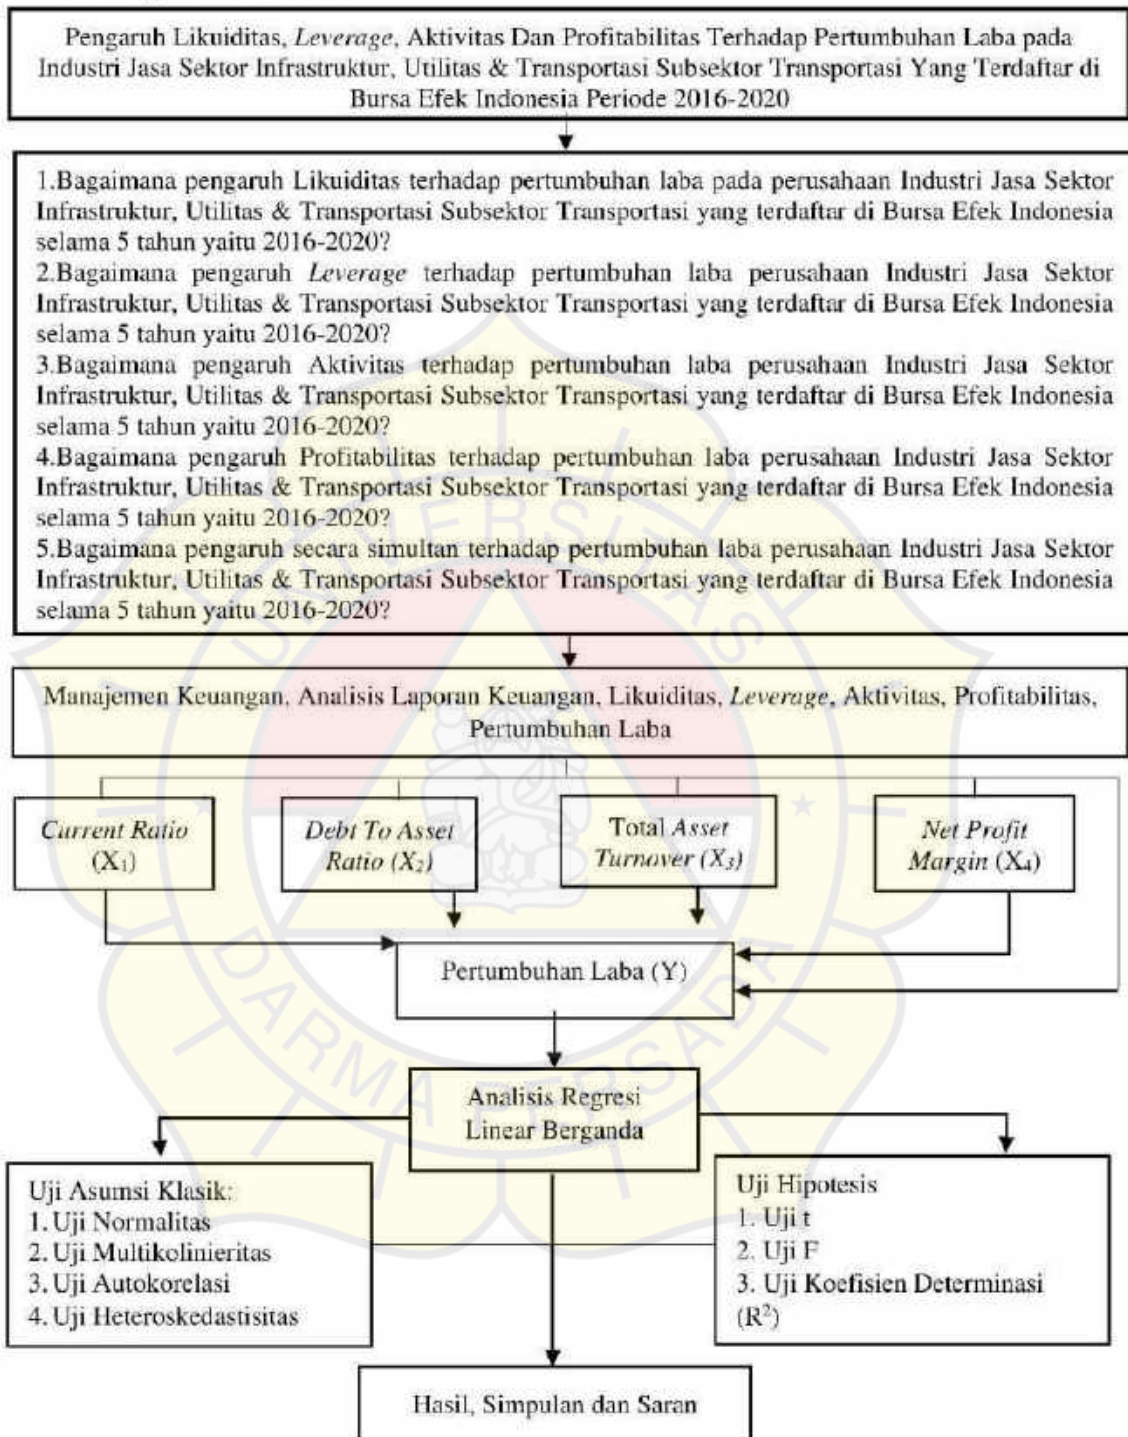 Pengaruh Likuiditas, Leverage, Aktivitas Dan Profitabilitas Terhadap Pertumbuhan Laba pada
Industri Jasa Sektor Infrastruktur, Utilitas & Transportasi Subsektor Transportasi Yang Terdaftar di
Bursa Efek Indonesia Periode 2016-2020
1.Bagaimana pengaruh Likuiditas terhadap pertumbuhan laba pada perusahaan Industri Jasa Sektor
Infrastruktur, Utilitas & Transportasi Subsektor Transportasi yang terdaftar di Bursa Efek Indonesia
selama 5 tahun yaitu 2016-2020?
2.Bagaimana pengaruh Leverage terhadap pertumbuhan laba perusahaan Industri Jasa Sektor
Infrastruktur, Utilitas & Transportasi Subsektor Transportasi yang terdaftar di Bursa Efek Indonesia
selama 5 tahun yaitu 2016-2020?
3.Bagaimana pengaruh Aktivitas terhadap pertumbuhan laba perusahaan Industri Jasa Sektor
Infrastruktur, Utilitas & Transportasi Subsektor Transportasi yang terdaftar di Bursa Efek Indonesia
selama 5 tahun yaitu 2016-2020?
4.Bagaimana pengaruh Profitabilitas terhadap pertumbuhan laba perusahaan Industri Jasa Sektor
Infrastruktur, Utilitas & Transportasi Subsektor Transportasi yang terdaftar di Bursa Efek Indonesia
selama 5 tahun yaitu 2016-2020?
5.Bagaimana pengaruh secara simultan terhadap pertumbuhan laba perusahaan Industri Jasa Sektor
Infrastruktur, Utilitas & Transportasi Subsektor Transportasi yang terdaftar di Bursa Efek Indonesia
selama 5 tahun yaitu 2016-2020?
Manajemen Keuangan, Analisis Laporan Keuangan, Likuiditas, Leverage, Aktivitas, Profitabilitas,
Pertumbuhan Laba
Current Ratio
(X₁)
Debt To Asset
Ratio (X₂)
Total Asset
Turnover (X₃)
Net Profit
Margin (X₄)
Pertumbuhan Laba (Y)
Analisis Regresi
Linear Berganda
Uji Asumsi Klasik:
1. Uji Normalitas
2. Uji Multikolinieritas
3. Uji Autokorelasi
4. Uji Heteroskedastisitas
Uji Hipotesis
1. Uji t
2. Uji F
3. Uji Koefisien Determinasi
(R²)
Hasil, Simpulan dan Saran
UNIVERSITAS
DARMA PERSADA